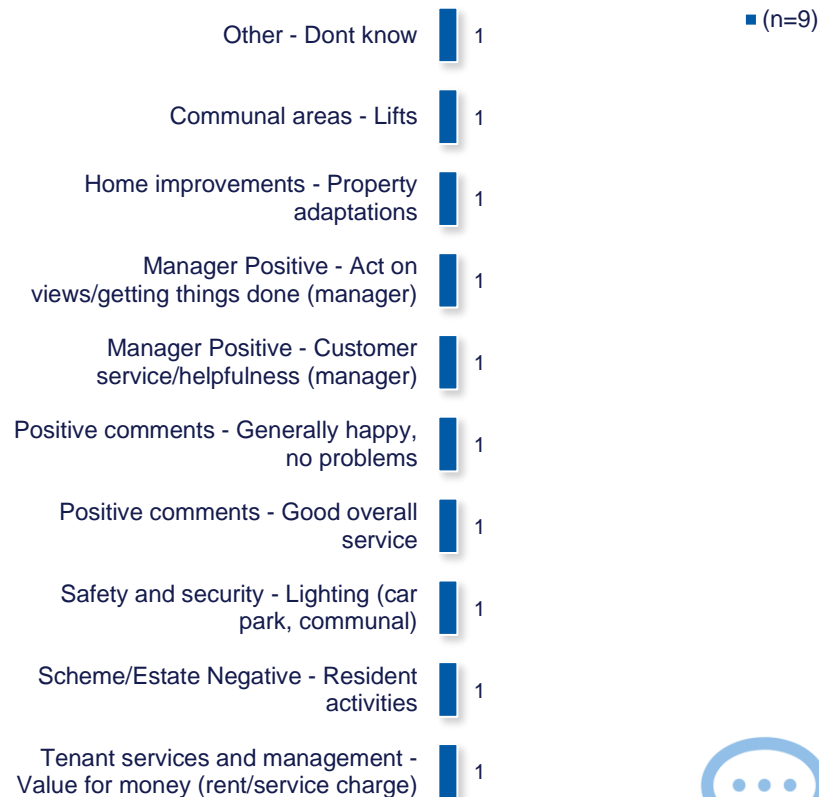 (n=9)
Other - Dont know 1
Communal areas - Lifts 1
Home improvements - Property
adaptations 1
Manager Positive - Act on
views/getting things done (manager) 1
Manager Positive - Customer
service/helpfulness (manager) 1
Positive comments - Generally happy,
no problems 1
Positive comments - Good overall
service 1
Safety and security - Lighting (car
park, communal) 1
Scheme/Estate Negative - Resident
activities 1
Tenant services and management -
Value for money (rent/service charge) 1